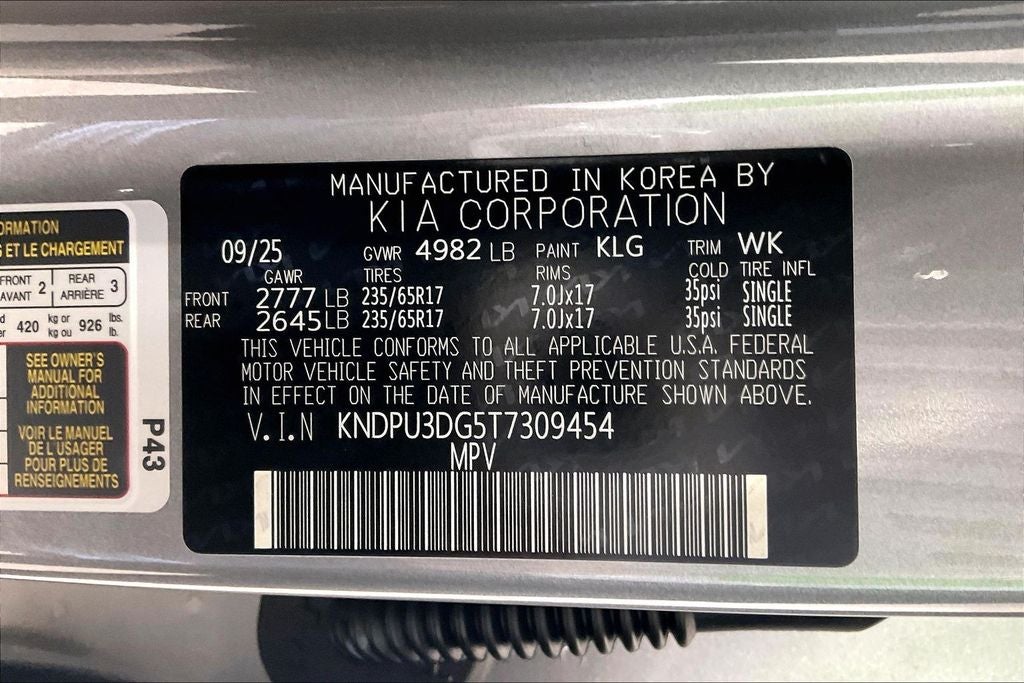 MANUFACTURED IN KOREA BY
KIA CORPORATION
09/25 GVWR 4982 LB PAINT KLG TRIM WK
GAWR TIRES RIMS COLD TIRE INFL
FRONT 2777 LB 235/65R17 7.0Jx17 35psi SINGLE
REAR 2645 LB 235/65R17 7.0Jx17 35psi SINGLE
THIS VEHICLE CONFORMS TO ALL APPLICABLE U.S.A. FEDERAL
MOTOR VEHICLE SAFETY AND THEFT PREVENTION STANDARDS
IN EFFECT ON THE DATE OF MANUFACTURE SHOWN ABOVE.
V.I.N KNDPU3DG5T7309454
MPV
ET LE CHARGEMENT
FRONT 2 REAR 3
AVANT ARRIÈRE
420 kg or 926 lbs.
kg ou lb.
SEE OWNER'S
MANUAL FOR
ADDITIONAL
INFORMATION
VOIR LE MANUEL
DE L'USAGER
POUR PLUS DE
RENSEIGNEMENTS
P43